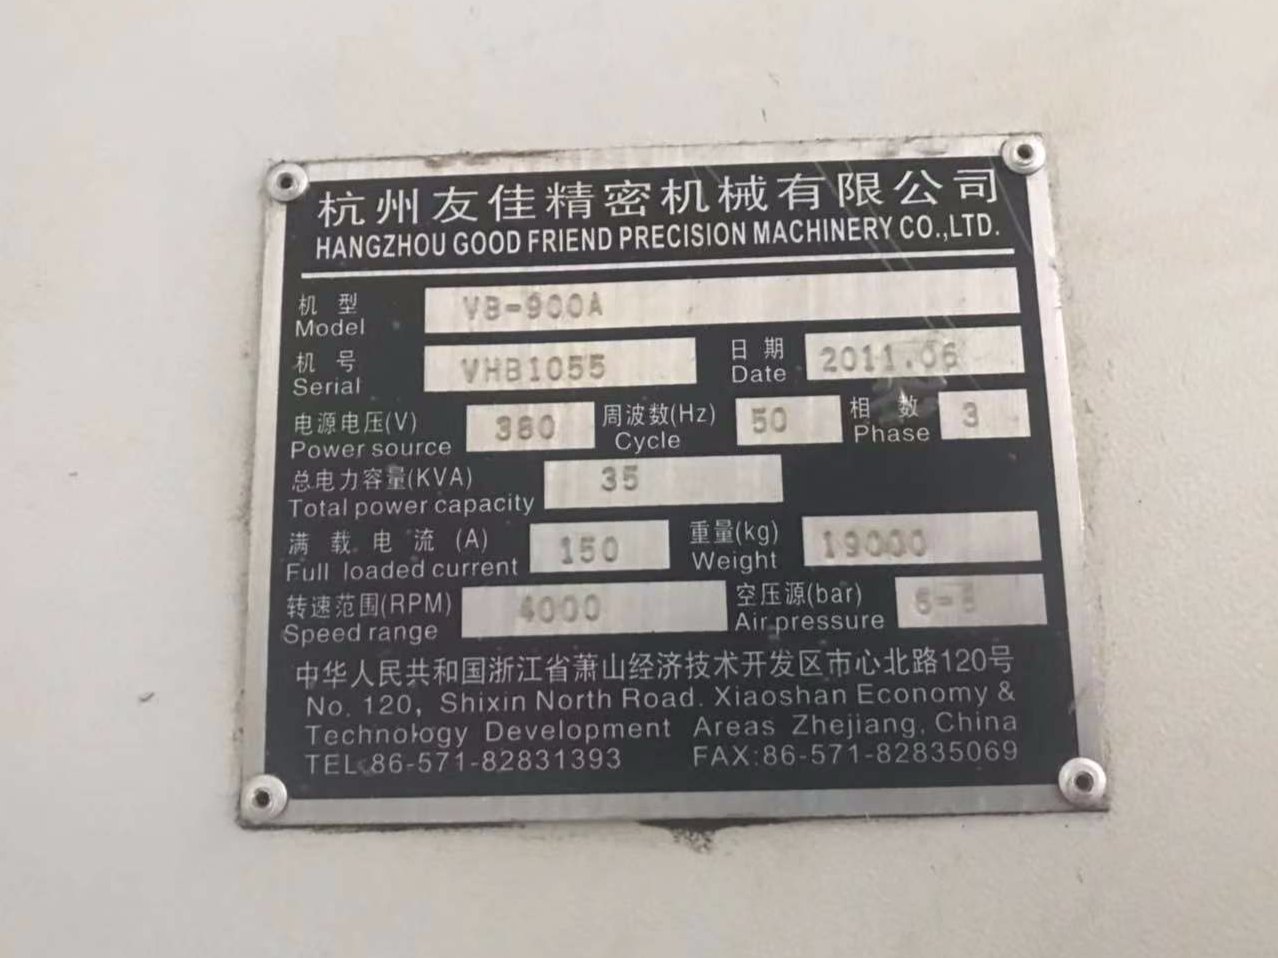 杭州友佳精密机械有限公司
HANGZHOU GOOD FRIEND PRECISION MACHINERY CO.,LTD.
机 型 VB-900A
Model
机 号 VHB1055 日 期 2011.06
Serial Date
电源电压(V) 380 周波数(Hz) 50 相 数 3
Power source Cycle Phase
总电力容量(KVA) 35
Total power capacity
满 载 电 流 (A) 150 重量(kg) 19000
Full loaded current Weight
转速范围(RPM) 4000 空压源(bar)
Speed range Air pressure
中华人民共和国浙江省萧山经济技术开发区市心北路120号
No. 120, Shixin North Road. Xiaoshan Economy &
Technology Development Areas Zhejiang, China
TEL:86-571-82831393 FAX:86-571-82835069